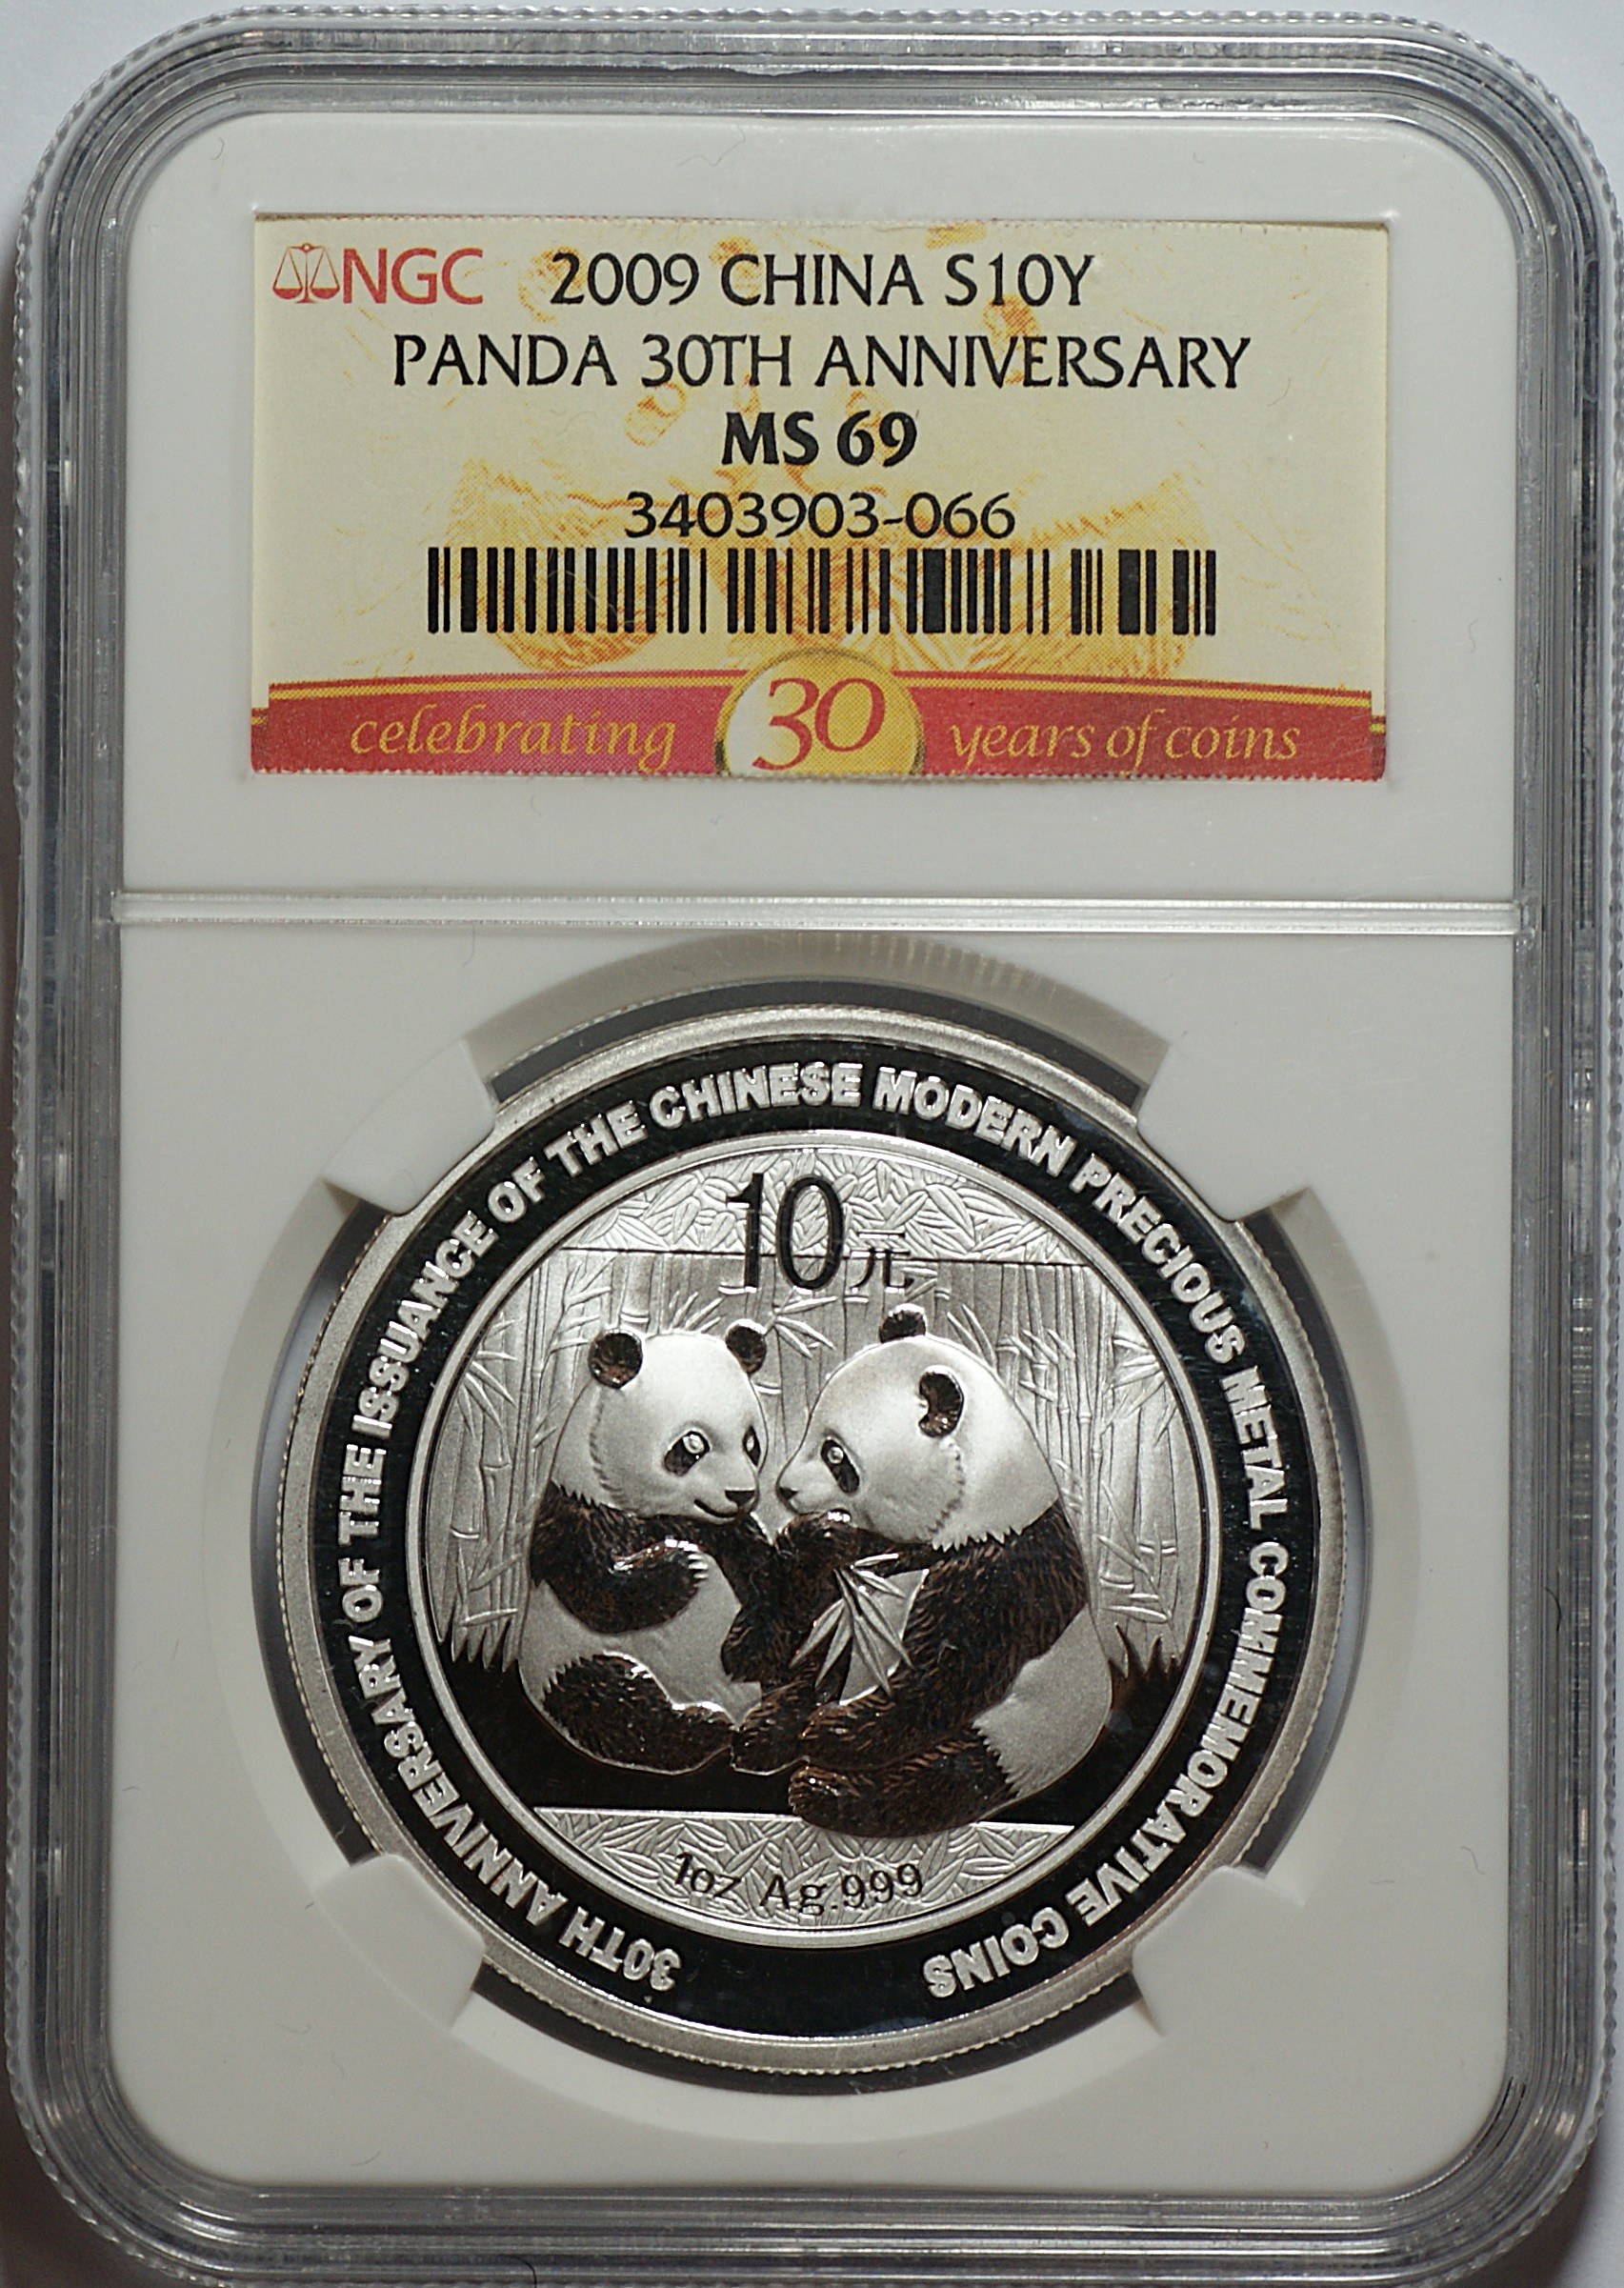 NGC 2009 CHINA S10Y
PANDA 30TH ANNIVERSARY
MS 69
3403903-066
celebrating 30 years of coins
30TH ANNIVERSARY OF THE ISSUANCE OF THE CHINESE MODERN PRECIOUS METAL COMMEMORATIVE COINS
10元
1oz Ag.999